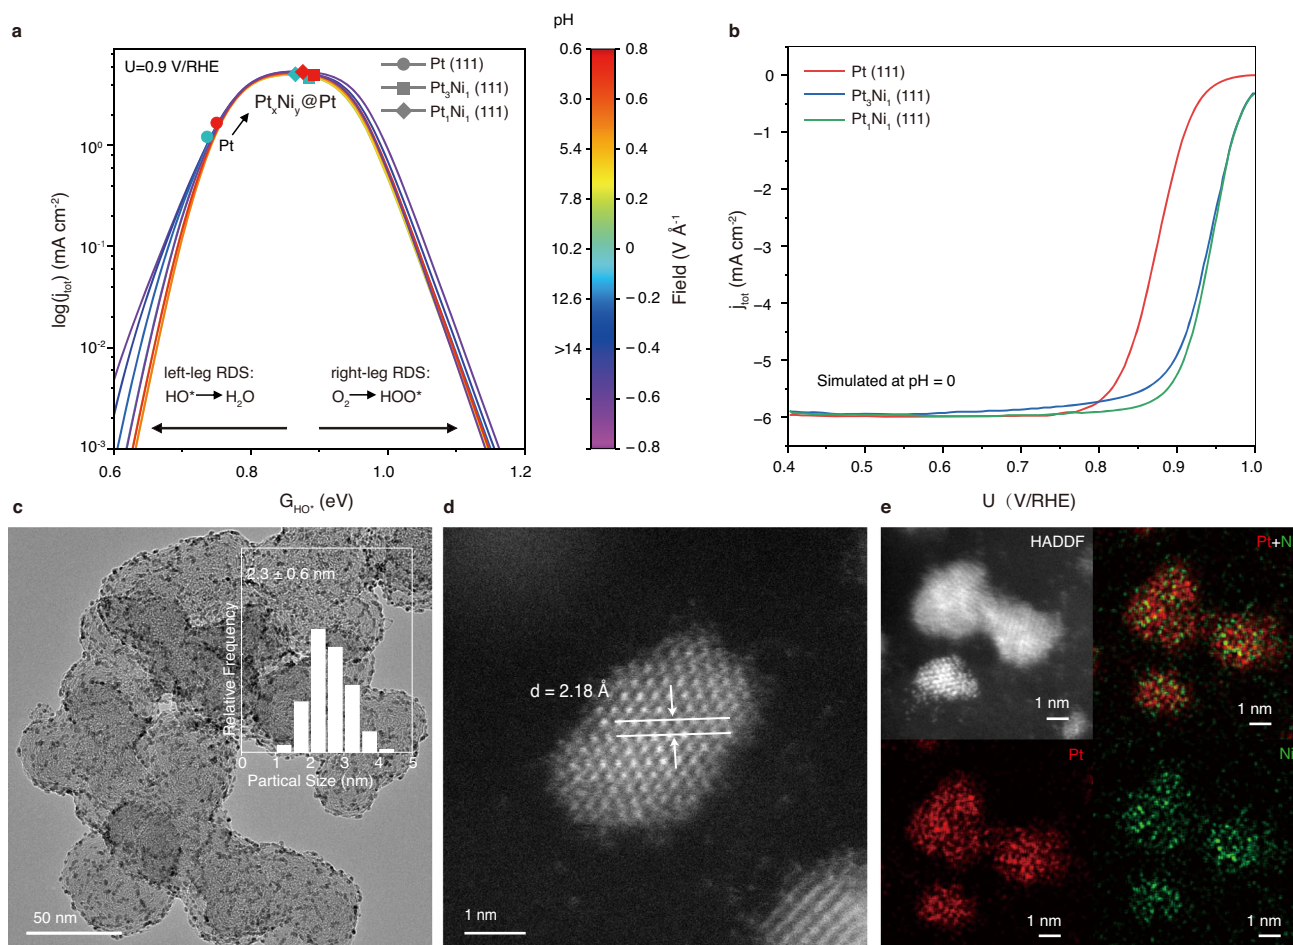 a
U=0.9 V/RHE
Pt (111)
Pt3Ni1 (111)
Pt1Ni1 (111)
PtxNiy@Pt
Pt
left-leg RDS:
HO*→H2O
right-leg RDS:
O2→HOO*
log(jtot) (mA cm-2)
10^0
10^-1
10^-2
10^-3
0.6
0.8
1.0
1.2
GHO* (eV)
pH
0.6
3.0
5.4
7.8
10.2
12.6
>14
0.8
0.6
0.4
0.2
0
−0.2
−0.4
−0.6
−0.8
Field (V Å-1)
b
Pt (111)
Pt3Ni1 (111)
Pt1Ni1 (111)
Simulated at pH = 0
jtot (mA cm-2)
0
−1
−2
−3
−4
−5
−6
0.4
0.5
0.6
0.7
0.8
0.9
1.0
U (V/RHE)
c
2.3 ± 0.6 nm
Relative Frequency
0
1
2
3
4
5
Partical Size (nm)
50 nm
d
d = 2.18 Å
1 nm
e
HADDF
1 nm
Pt+N
1 nm
Pt
1 nm
Ni
1 nm